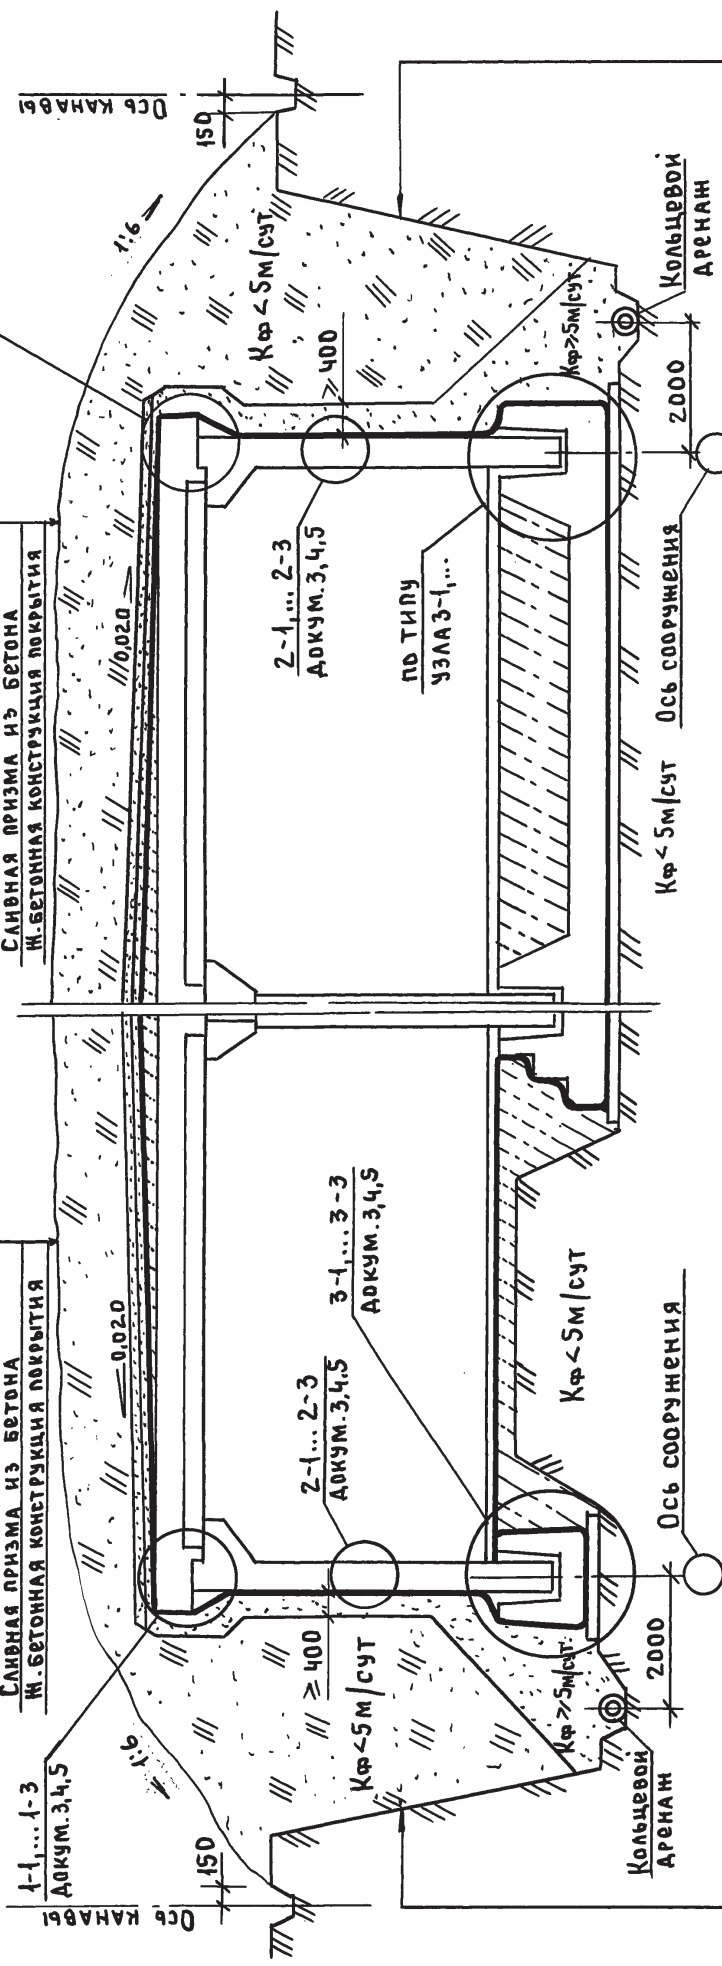 Сливная призма из бетона
Ж.бетонная конструкция покрытия
Сливная призма из бетона
Ж.бетонная конструкция покрытия
1-1,... 1-3
докум.3,4,5
1:6
0,020
0,020
1:6
150
Ось канавы
150
Ось канавы
≥400
Кф<5м/сут
2-1... 2-3
докум.3,4,5
3-1,... 3-3
докум.3,4,5
2-1,... 2-3
докум.3,4,5
по типу
узла 3-1,...
≥400
Кф<5м/сут
Кф≥5м/сут
Кф<5м/сут
Кф<5м/сут
Кф≥5м/сут
Кольцевой
дренаж
2000
Ось сооружения
Ось сооружения
2000
Кольцевой
дренаж